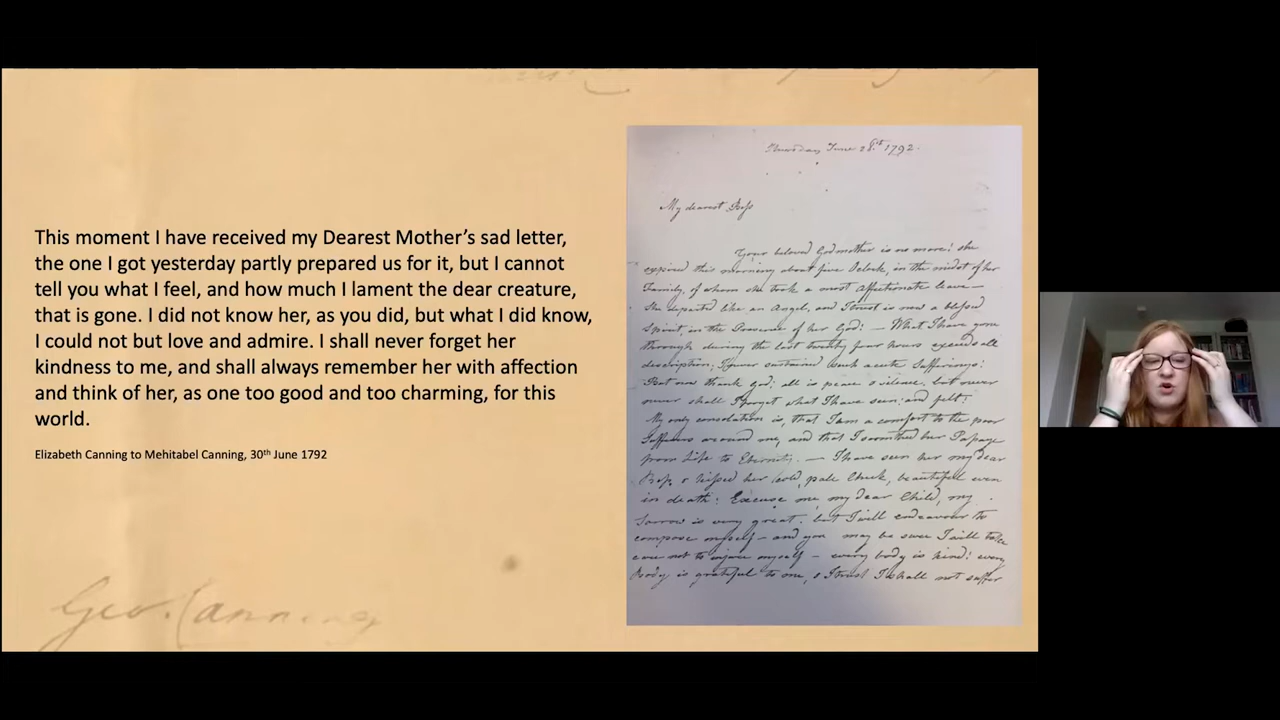 This moment I have received my Dearest Mother’s sad letter,
the one I got yesterday partly prepared us for it, but I cannot
tell you what I feel, and how much I lament the dear creature,
that is gone. I did not know her, as you did, but what I did know,
I could not but love and admire. I shall never forget her
kindness to me, and shall always remember her with affection
and think of her, as one too good and too charming, for this
world.
Elizabeth Canning to Mehitabel Canning, 30th June 1792
Geo. Canning
Thursday June 28th 1792.
My dearest Bess
Your beloved Godmother is no more! she
expired this morning about five Oclock, in the midst of her
Family, of whom she took a most affectionate leave—
She departed like an Angel, and I trust is now a blessed
Spirit, in the Presence of her God! — What I have gone
through during the last twenty four hours exceeds all
description; I never sustained such acute Sufferings!
But now thank God! all is peace & silence, but never
never shall I forget what I have seen, and felt!
My only consolation is, that I am a comfort to the poor
Sufferers around me, and that I soothed her Passage
from Life to Eternity. — I have seen her my dear
Bess & kissed her cold, pale Cheek, beautiful even
in death! Excuse me, my dear Child, my
Sorrow is very great. but I will endeavour to
compose myself — and you may be sure I will take
care not to injure myself — every body is kind! every
Body is grateful to me, & I trust I shall not suffer